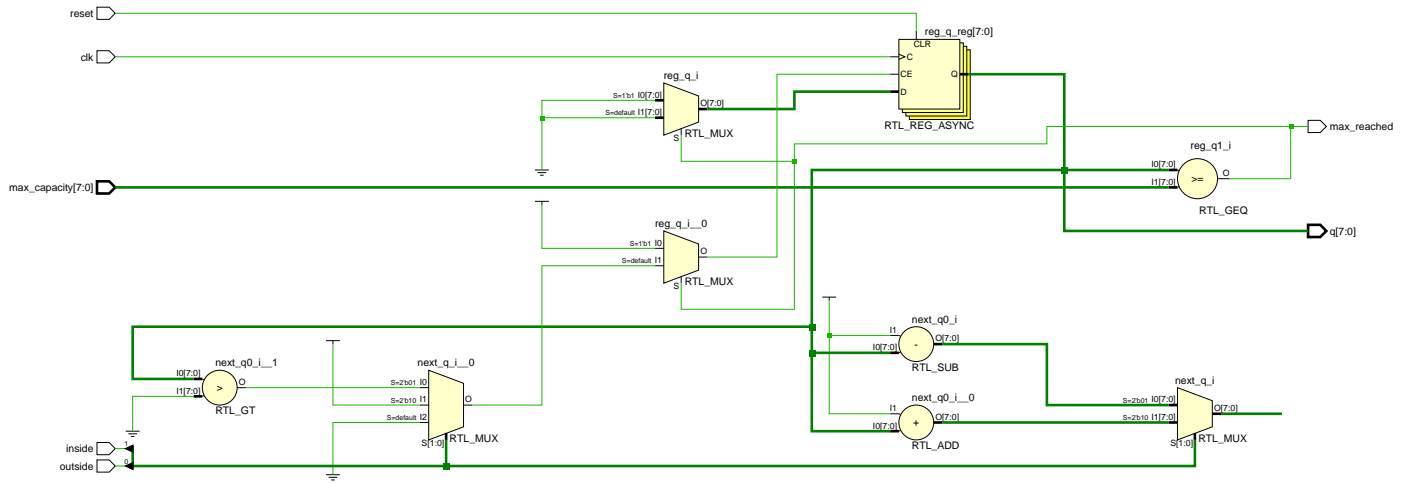 reset
reg_q_reg[7:0]
CLR
clk
C
reg_q_i
CE
Q
S=1'b1 I0[7:0]
D
O[7:0]
S=default I1[7:0]
RTL_REG_ASYNC
max_reached
RTL_MUX
S
reg_q1_i
I0[7:0]
max_capacity[7:0]
>=
O
I1[7:0]
RTL_GEQ
reg_q_i__0
q[7:0]
S=1'b1 I0
O
S=default I1
RTL_MUX
S
next_q0_i
I1
O[7:0]
-
I0[7:0]
next_q0_i__1
next_q_i__0
RTL_SUB
I0[7:0]
next_q_i
>
O
S=2'b01 I0
I1[7:0]
S=2'b10 I1
O
next_q0_i__0
S=2'b01 I0[7:0]
RTL_GT
S=default I2
I1
O[7:0]
O[7:0]
+
S=2'b10 I1[7:0]
I0[7:0]
RTL_MUX
S[1:0]
RTL_ADD
RTL_MUX
S[1:0]
inside
1
outside
0